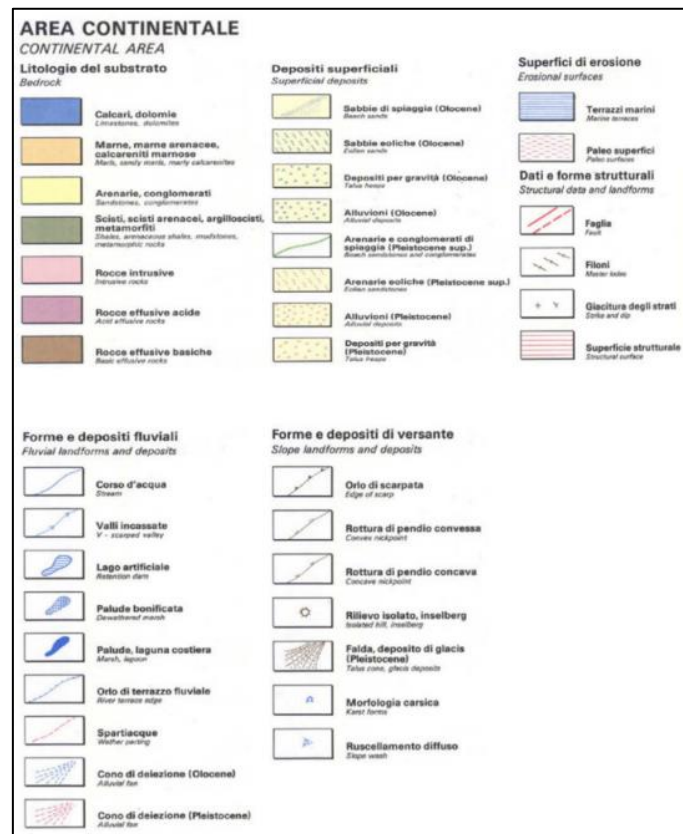 AREA CONTINENTALE
CONTINENTAL AREA
Litologie del substrato
Bedrock
Calcari, dolomie
Limestones, dolomites
Marne, marne arenacee,
calcareniti marnose
Marls, sandy marls, marly calcarenites
Arenarie, conglomerati
Sandstones, conglomerates
Scisti, scisti arenacei, argilloscisti,
metamorfiti
Shales, arenaceous shales, mudstones,
metamorphic rocks
Rocce intrusive
Intrusive rocks
Rocce effusive acide
Acid effusive rocks
Rocce effusive basiche
Basic effusive rocks
Depositi superficiali
Superficial deposits
Sabbie di spiaggia (Olocene)
Beach sands
Sabbie eoliche (Olocene)
Eolian sands
Depositi per gravità (Olocene)
Talus heaps
Alluvioni (Olocene)
Alluvial deposits
Arenarie e conglomerati di
spiaggia (Pleistocene sup.)
Beach sandstones and conglomerates
Arenarie eoliche (Pleistocene sup.)
Eolian sandstones
Alluvioni (Pleistocene)
Alluvial deposits
Depositi per gravità
(Pleistocene)
Talus heaps
Superfici di erosione
Erosional surfaces
Terrazzi marini
Marine terraces
Paleo superfici
Paleo surfaces
Dati e forme strutturali
Structural data and landforms
Faglia
Fault
Filoni
Master lodes
Giacitura degli strati
Strike and dip
Superficie strutturale
Structural surface
Forme e depositi fluviali
Fluvial landforms and deposits
Corso d'acqua
Stream
Valli incassate
V - scarped valley
Lago artificiale
Retention dam
Palude bonificata
Dewathered marsh
Palude, laguna costiera
Marsh, lagoon
Orlo di terrazzo fluviale
River terrace edge
Spartiacque
Wather parting
Cono di deiezione (Olocene)
Alluvial fan
Cono di deiezione (Pleistocene)
Alluvial fan
Forme e depositi di versante
Slope landforms and deposits
Orlo di scarpata
Edge of scarp
Rottura di pendio convessa
Convex nickpoint
Rottura di pendio concava
Concave nickpoint
Rilievo isolato, inselberg
Isolated hill, inselberg
Falda, deposito di glacis
(Pleistocene)
Talus cone, glacis deposits
Morfologia carsica
Karst forms
Ruscellamento diffuso
Slope wash